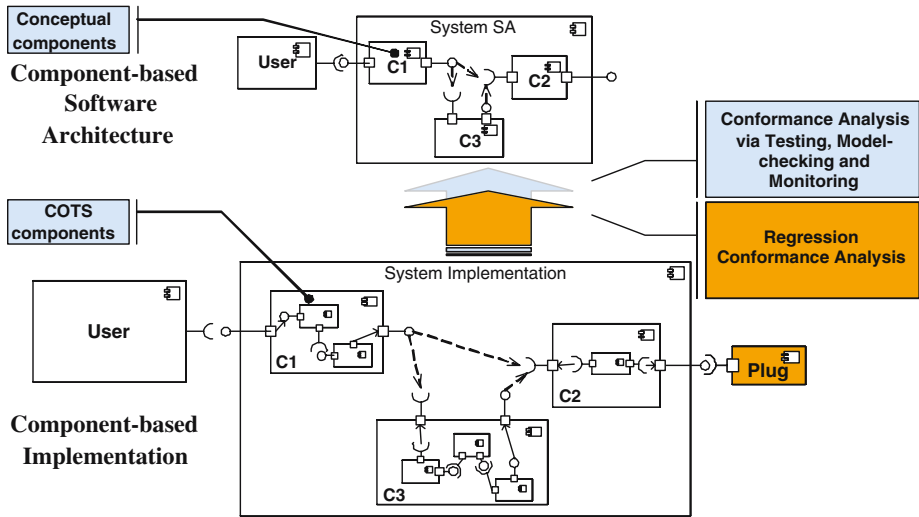 Conceptual
components
System SA
User
C1
C2
C3
Component-based
Software
Architecture
Conformance Analysis
via Testing, Model-
checking and
Monitoring
COTS
components
Regression
Conformance Analysis
System Implementation
User
C1
C2
Plug
C3
Component-based
Implementation